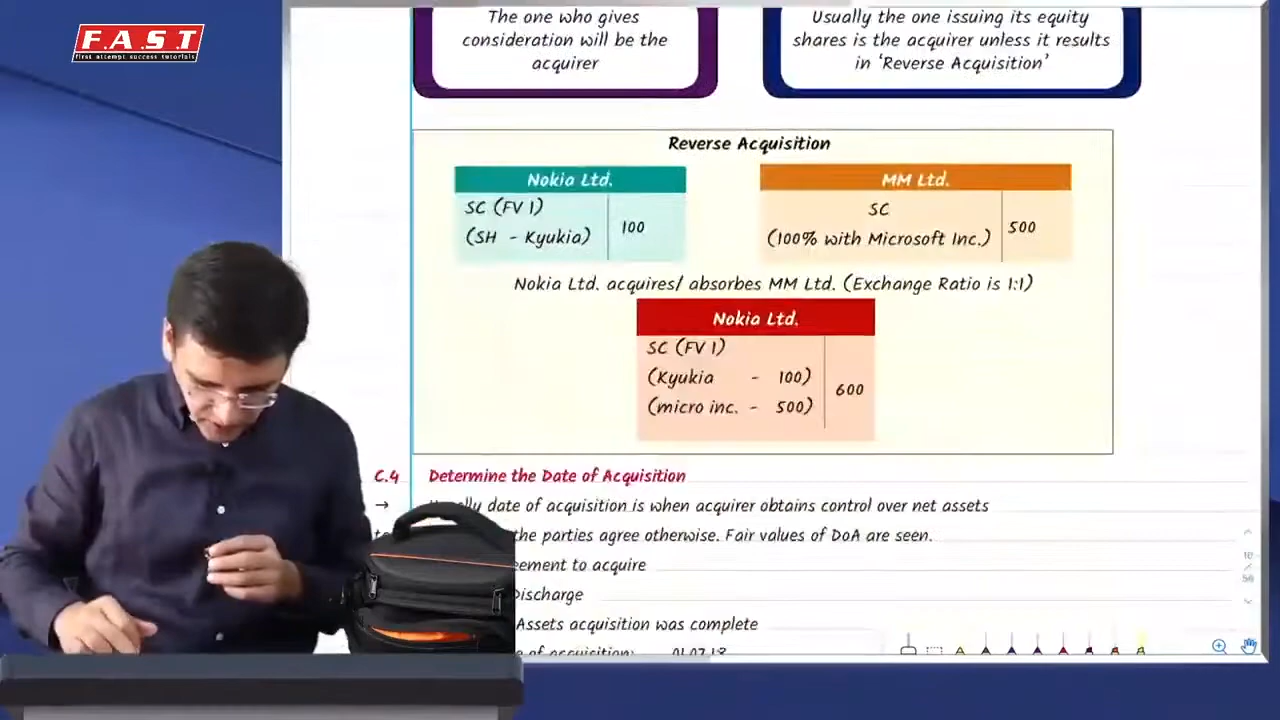 F.A.S.T
first attempt success tutorials
The one who gives
consideration will be the
acquirer
Usually the one issuing its equity
shares is the acquirer unless it results
in 'Reverse Acquisition'
Reverse Acquisition
Nokia Ltd.
SC (FV 1)
(SH - Kyukia)
100
MM Ltd.
SC
(100% with Microsoft Inc.)
500
Nokia Ltd. acquires/ absorbes MM Ltd. (Exchange Ratio is 1:1)
Nokia Ltd.
SC (FV 1)
(Kyukia - 100)
(micro inc. - 500)
600
C.4 Determine the Date of Acquisition
→ date of acquisition is when acquirer obtains control over net assets
the parties agree otherwise. Fair values of DoA are seen.
to acquire
Discharge
Assets acquisition was complete
of acquisition: